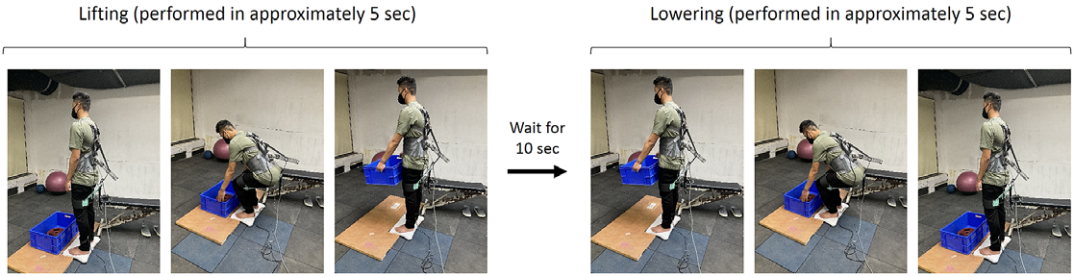 Lifting (performed in approximately 5 sec)
Lowering (performed in approximately 5 sec)
Wait for
10 sec